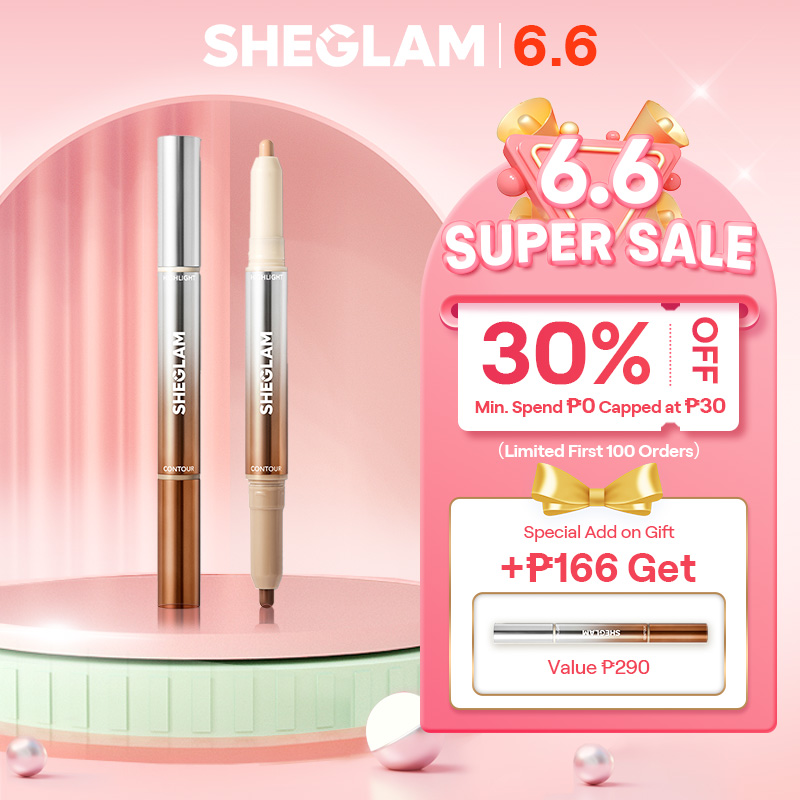 SHEGLAM | 6.6
6.6
SUPER SALE
30% OFF
Min. Spend ₱0 Capped at ₱30
(Limited First 100 Orders)
Special Add on Gift
+₱166 Get
SHEGLAM
Value ₱290
HIGHLIGHT
SHEGLAM
CONTOUR
HIGHLIGHT
SHEGLAM
CONTOUR